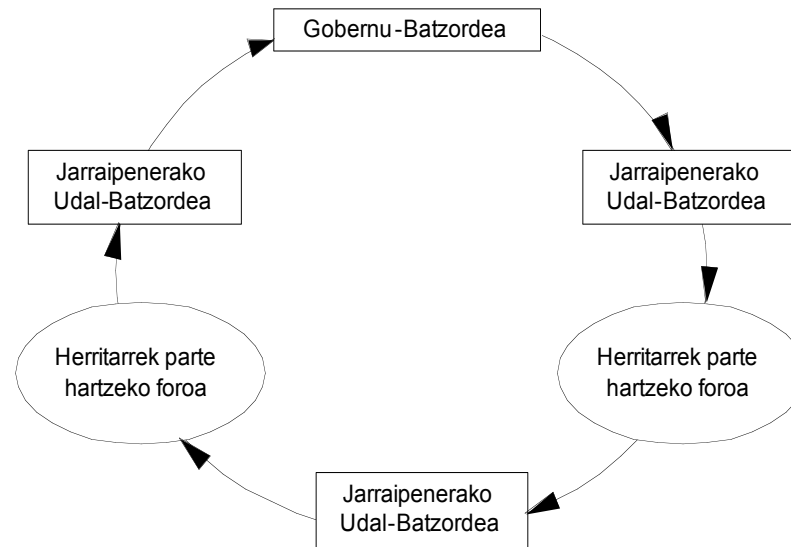 Gobernu-Batzordea
Jarraipenerako
Udal-Batzordea
Jarraipenerako
Udal-Batzordea
Herritarrek parte
hartzeko foroa
Herritarrek parte
hartzeko foroa
Jarraipenerako
Udal-Batzordea